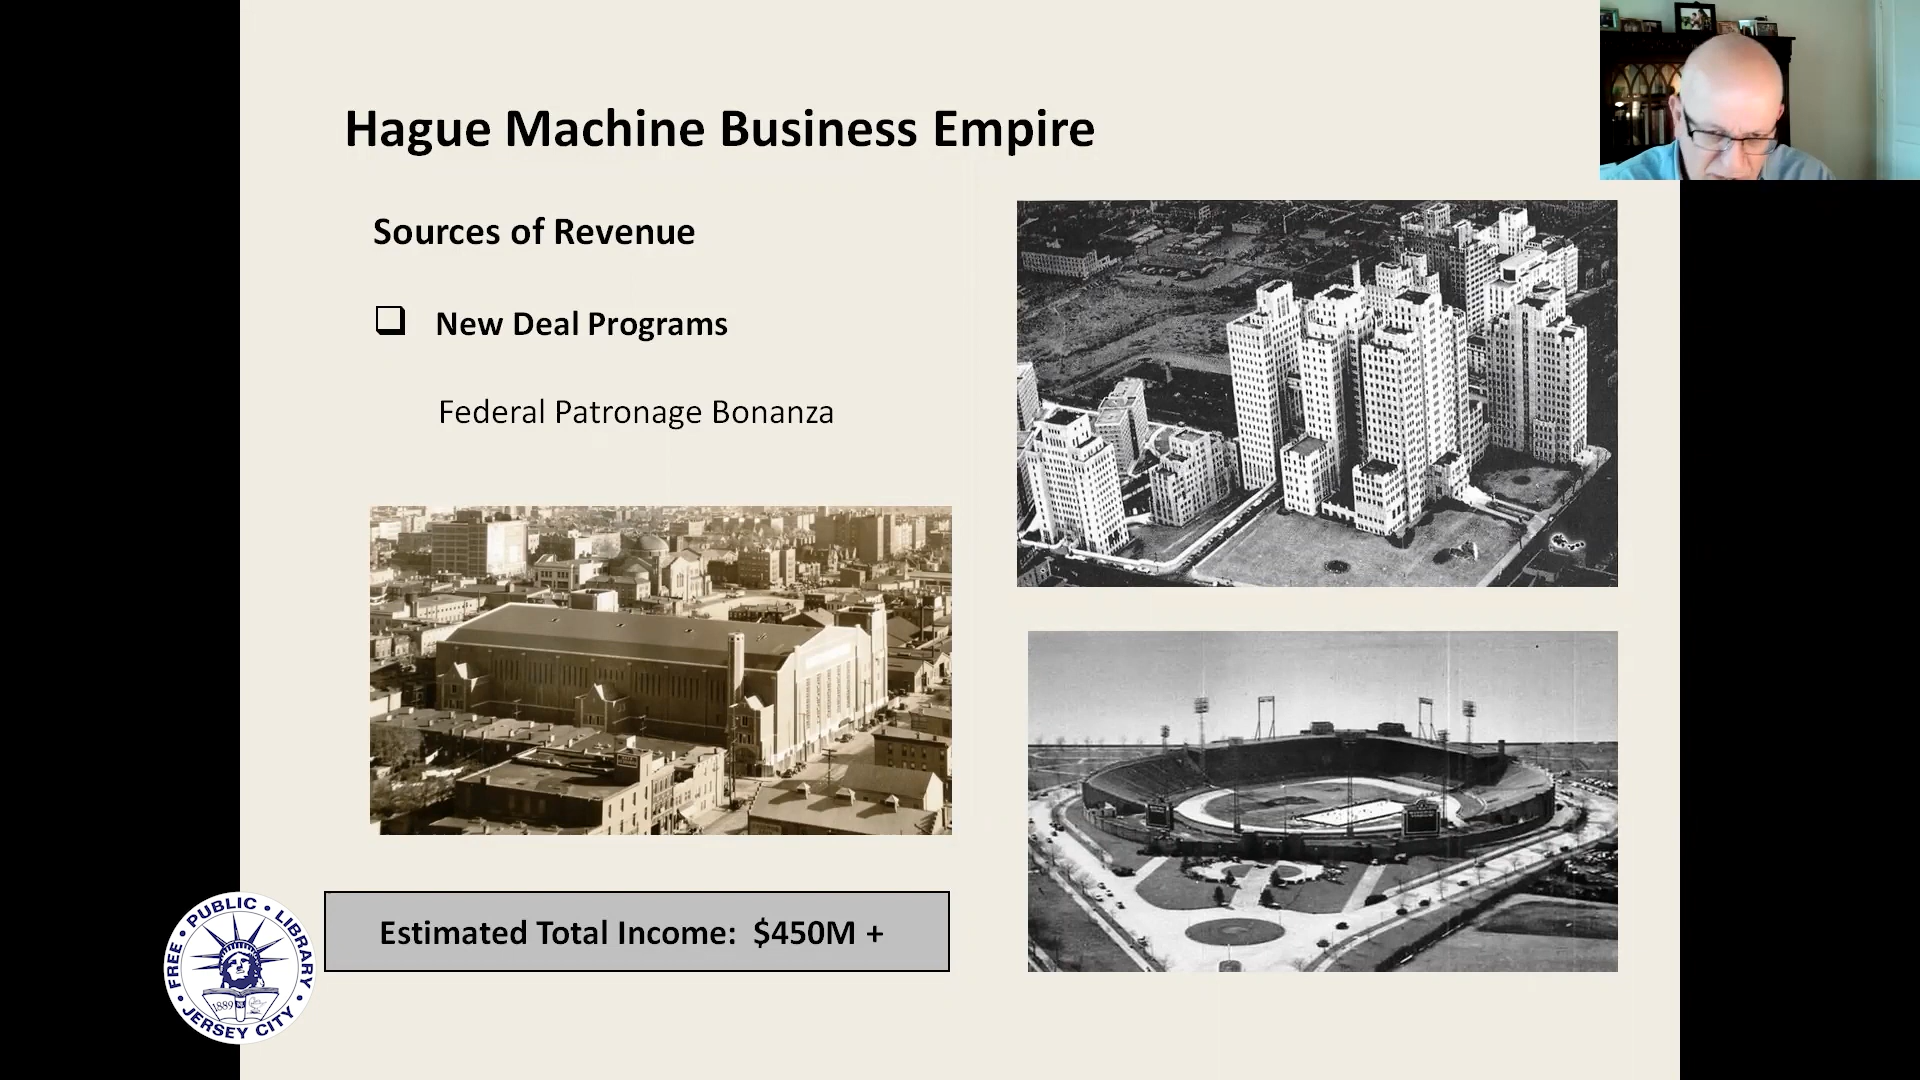 Hague Machine Business Empire
Sources of Revenue
New Deal Programs
Federal Patronage Bonanza
Estimated Total Income: $450M +
FREE • PUBLIC • LIBRARY • JERSEY CITY •
1889